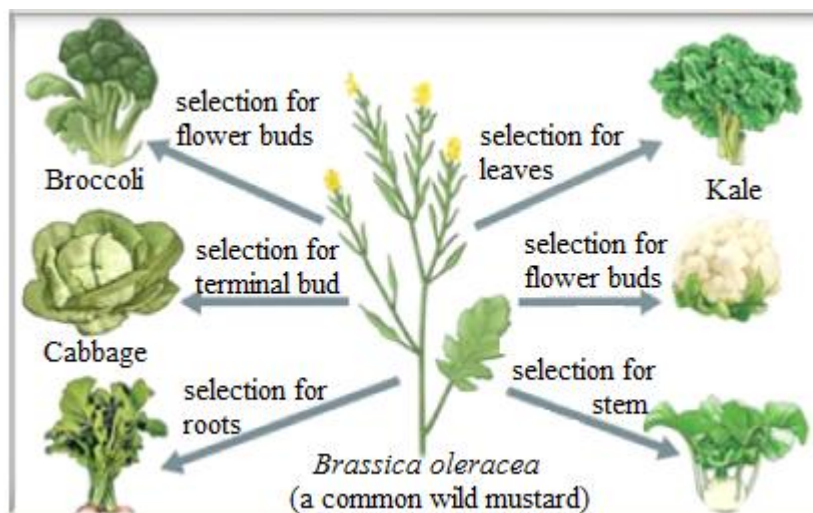 selection for
flower buds
Broccoli
selection for
leaves
Kale
selection for
terminal bud
Cabbage
selection for
flower buds
selection for
roots
selection for
stem
Brassica oleracea
(a common wild mustard)